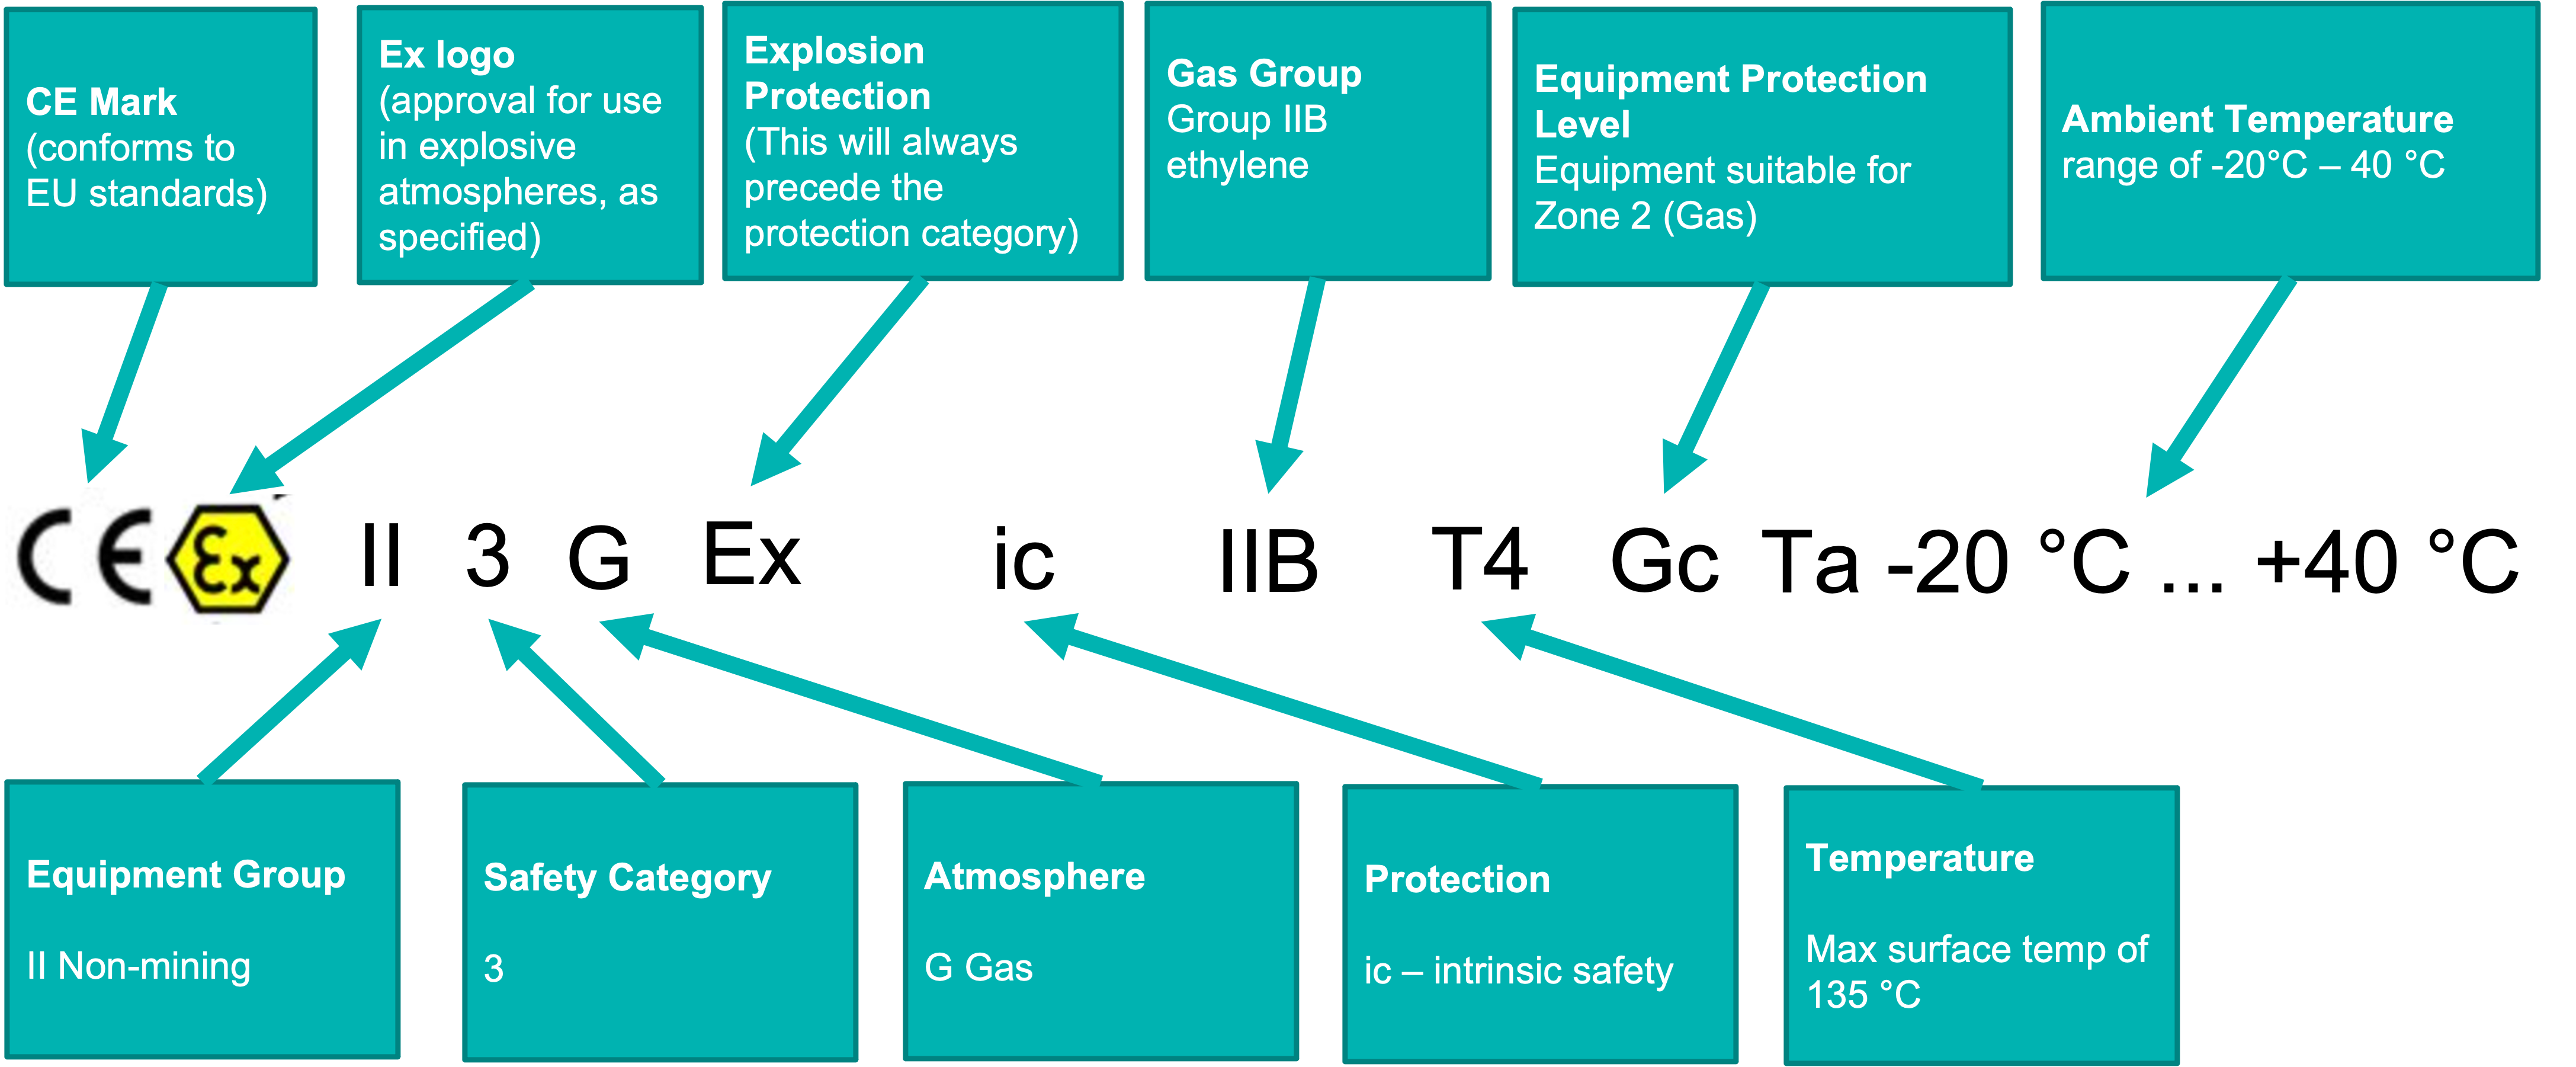 CE Mark
(conforms to
EU standards)
Ex logo
(approval for use
in explosive
atmospheres, as
specified)
Explosion
Protection
(This will always
precede the
protection category)
Gas Group
Group IIB
ethylene
Equipment Protection
Level
Equipment suitable for
Zone 2 (Gas)
Ambient Temperature
range of -20°C – 40 °C
CE Ex II 3 G Ex ic IIB T4 Gc Ta -20 °C ... +40 °C
Equipment Group
II Non-mining
Safety Category
3
Atmosphere
G Gas
Protection
ic – intrinsic safety
Temperature
Max surface temp of
135 °C